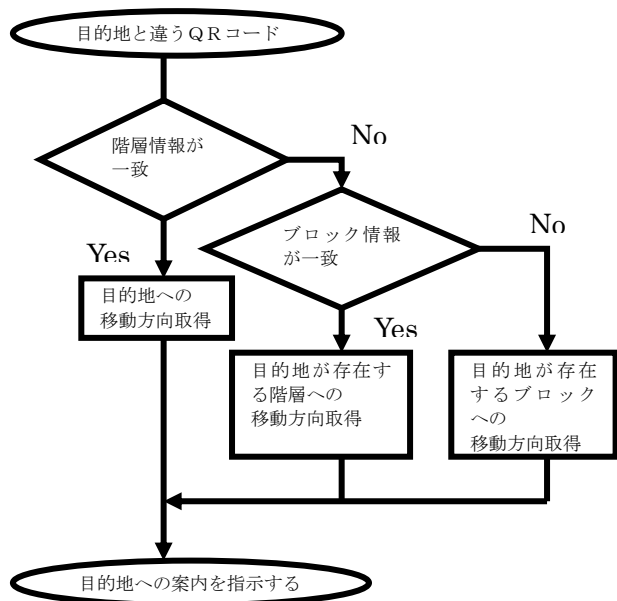 目的地と違うＱＲコード
階層情報が
一致
No
ブロック情報
が一致
No
Yes
目的地への
移動方向取得
Yes
目的地が存在す
る階層への
移動方向取得
目的地が存在
するブロック
への
移動方向取得
目的地への案内を指示する